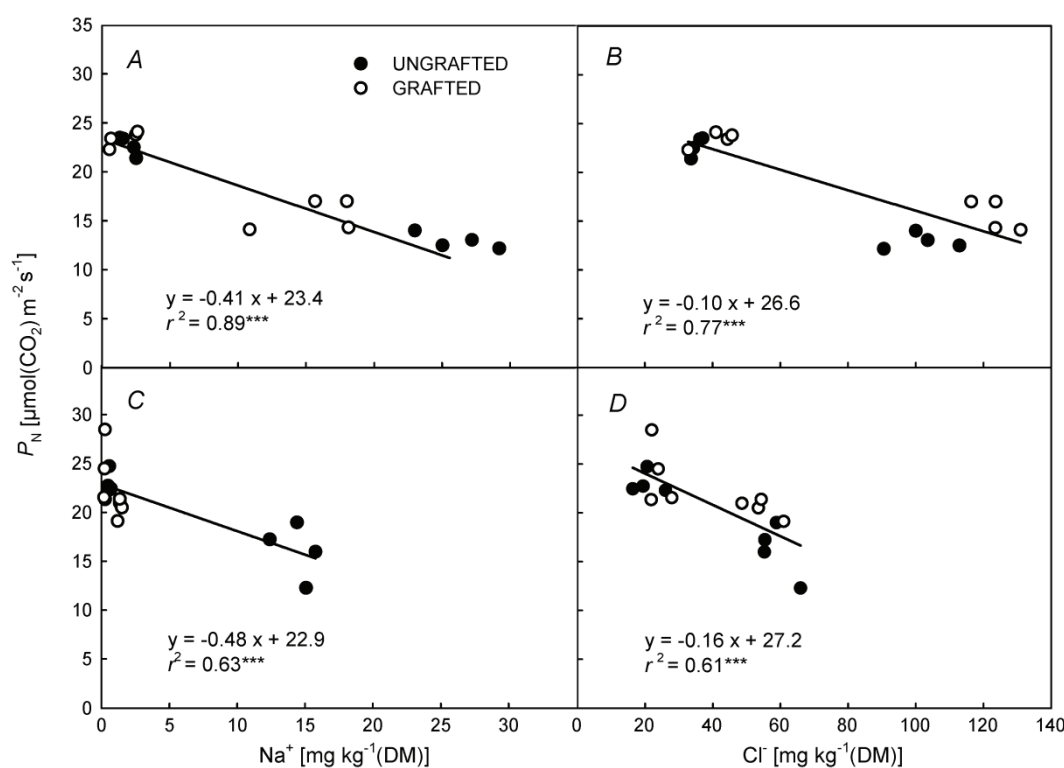 35
30
25
20
15
10
5
0
A
UNGRAFTED
GRAFTED
y = -0.41 x + 23.4
r² = 0.89***
B
y = -0.10 x + 26.6
r² = 0.77***
P_N [µmol(CO₂) m⁻² s⁻¹]
30
25
20
15
10
5
0
C
y = -0.48 x + 22.9
r² = 0.63***
D
y = -0.16 x + 27.2
r² = 0.61***
0 5 10 15 20 25 30
20 40 60 80 100 120 140
Na⁺ [mg kg⁻¹(DM)]
Cl⁻ [mg kg⁻¹(DM)]